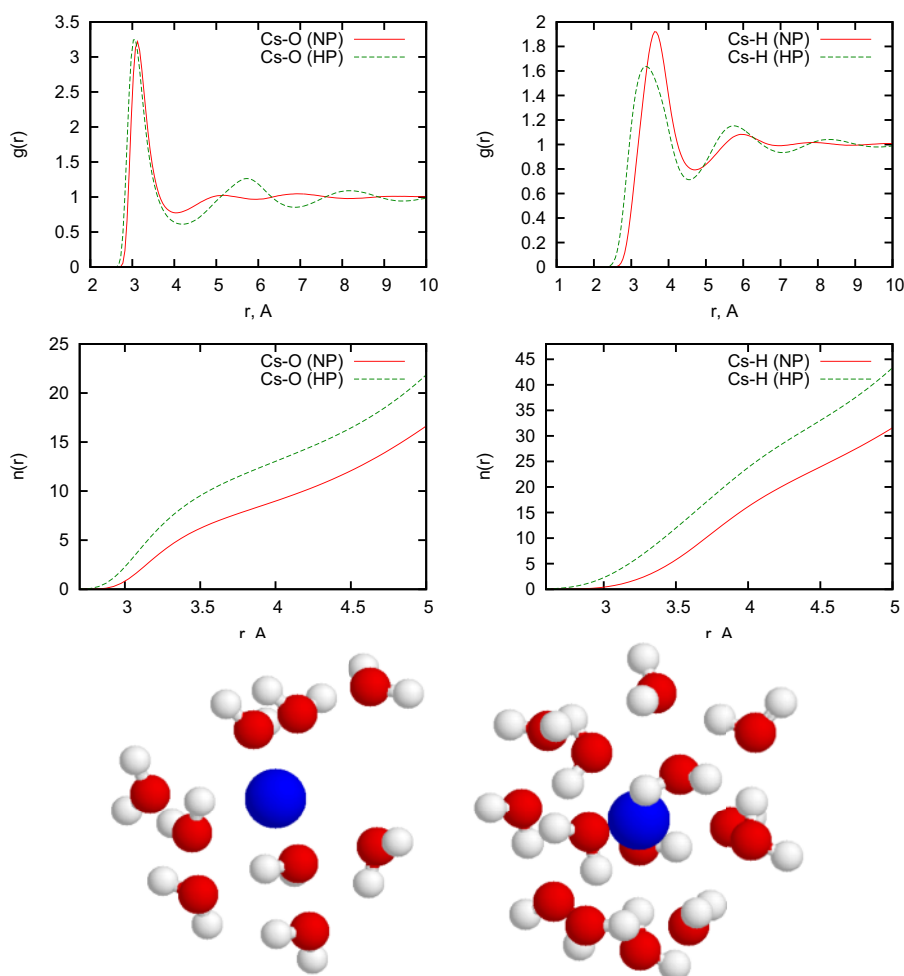 Cs-O (NP)
Cs-O (HP)
g(r)
0
0.5
1
1.5
2
2.5
3
3.5
2 3 4 5 6 7 8 9 10
r, A
Cs-H (NP)
Cs-H (HP)
g(r)
0
0.2
0.4
0.6
0.8
1
1.2
1.4
1.6
1.8
2
1 2 3 4 5 6 7 8 9 10
r, A
Cs-O (NP)
Cs-O (HP)
n(r)
0
5
10
15
20
25
3 3.5 4 4.5 5
r, A
Cs-H (NP)
Cs-H (HP)
n(r)
0
5
10
15
20
25
30
35
40
45
3 3.5 4 4.5 5
r, A